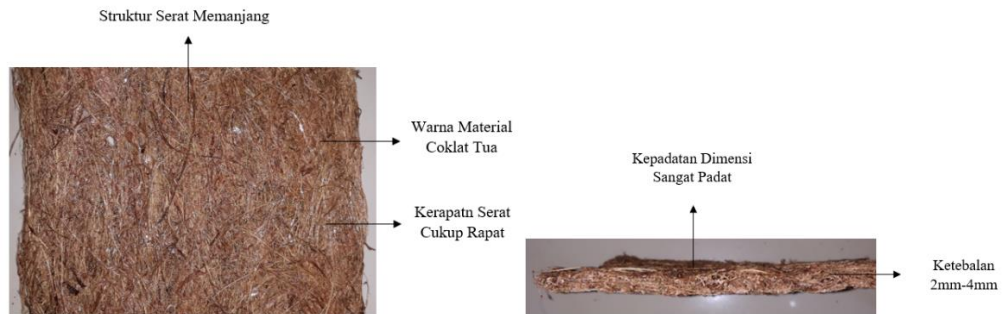 Struktur Serat Memanjang
Warna Material
Coklat Tua
Kerapatn Serat
Cukup Rapat
Kepadatan Dimensi
Sangat Padat
Ketebalan
2mm-4mm